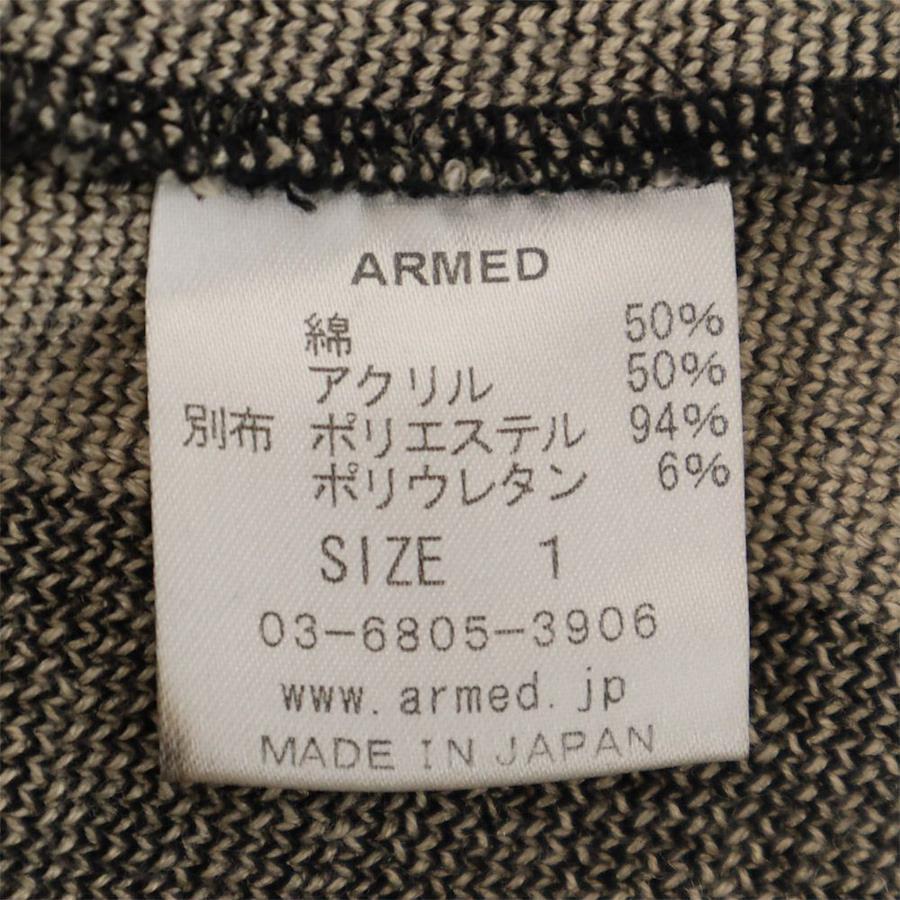 ARMED
綿 50%
アクリル 50%
別布 ポリエステル 94%
ポリウレタン 6%
SIZE 1
03-6805-3906
www.armed.jp
MADE IN JAPAN